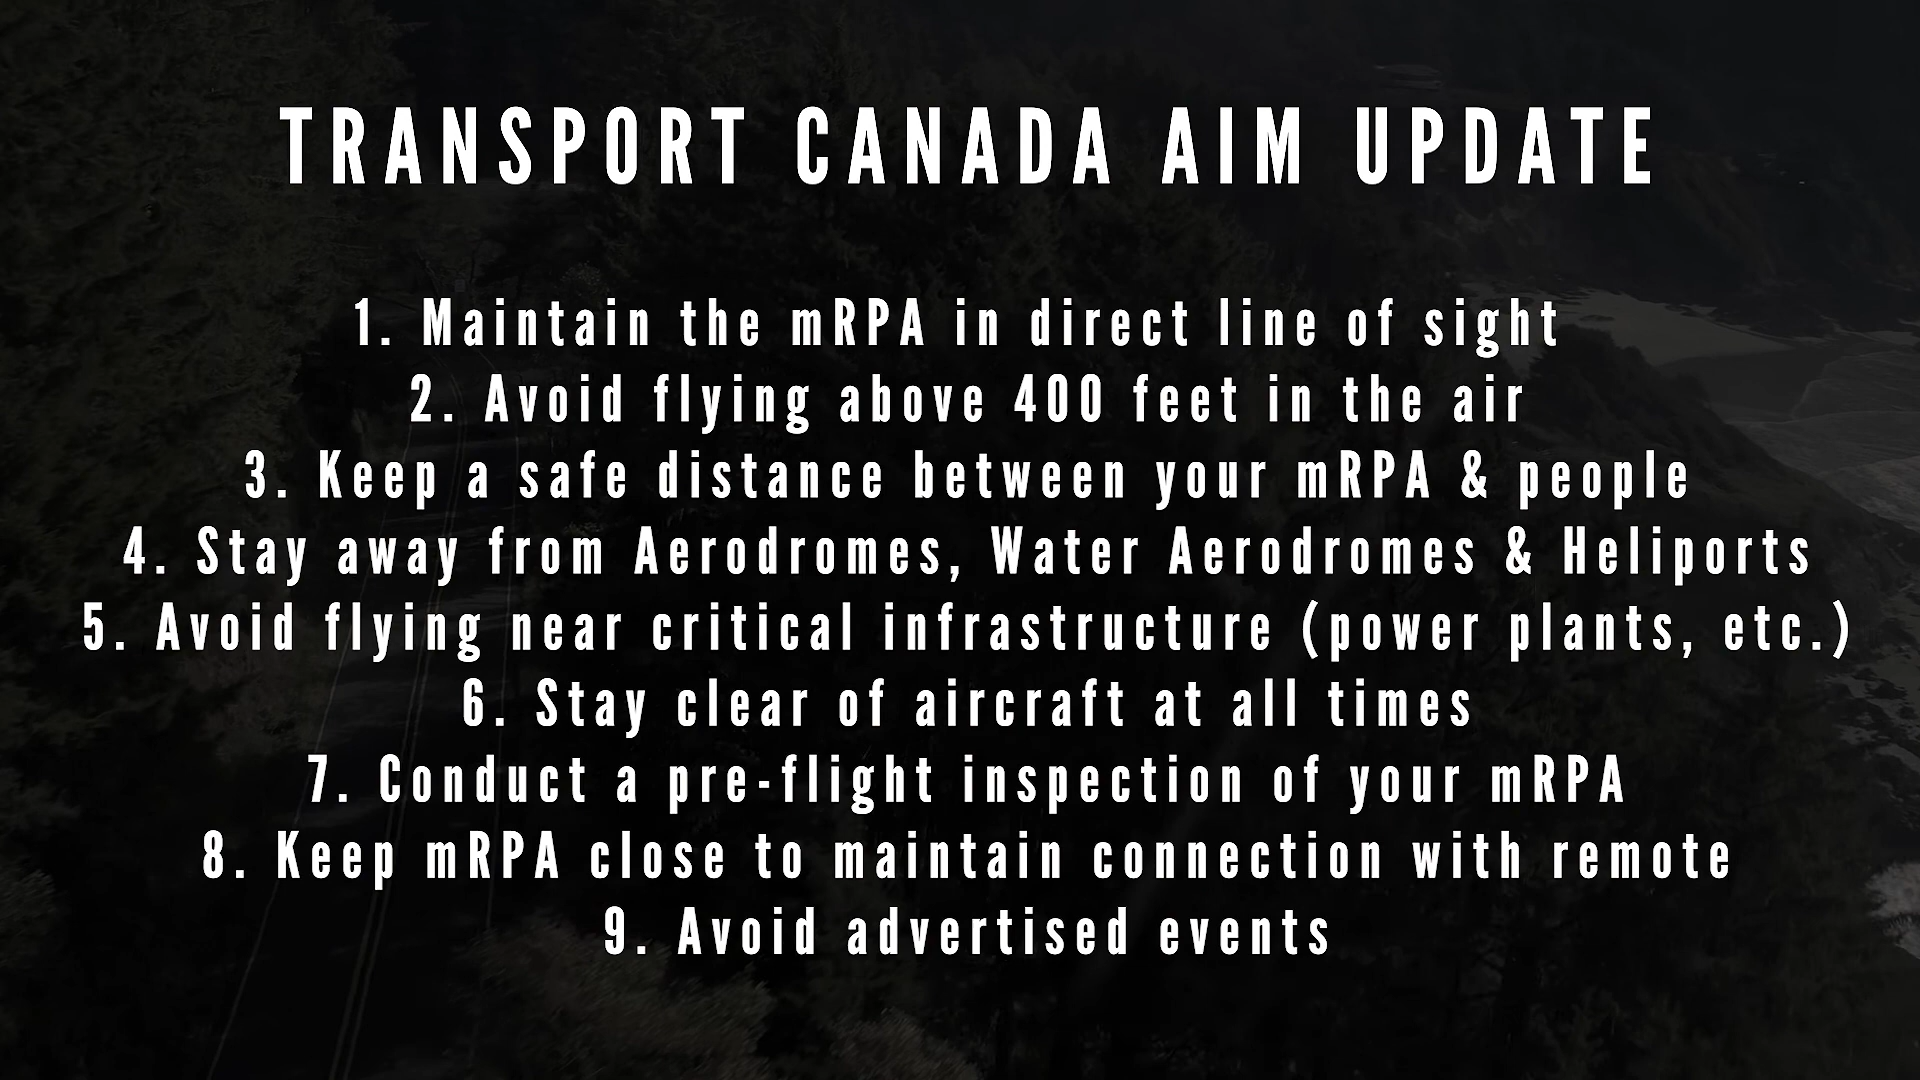 TRANSPORT CANADA AIM UPDATE
1. Maintain the mRPA in direct line of sight
2. Avoid flying above 400 feet in the air
3. Keep a safe distance between your mRPA & people
4. Stay away from Aerodromes, Water Aerodromes & Heliports
5. Avoid flying near critical infrastructure (power plants, etc.)
6. Stay clear of aircraft at all times
7. Conduct a pre-flight inspection of your mRPA
8. Keep mRPA close to maintain connection with remote
9. Avoid advertised events